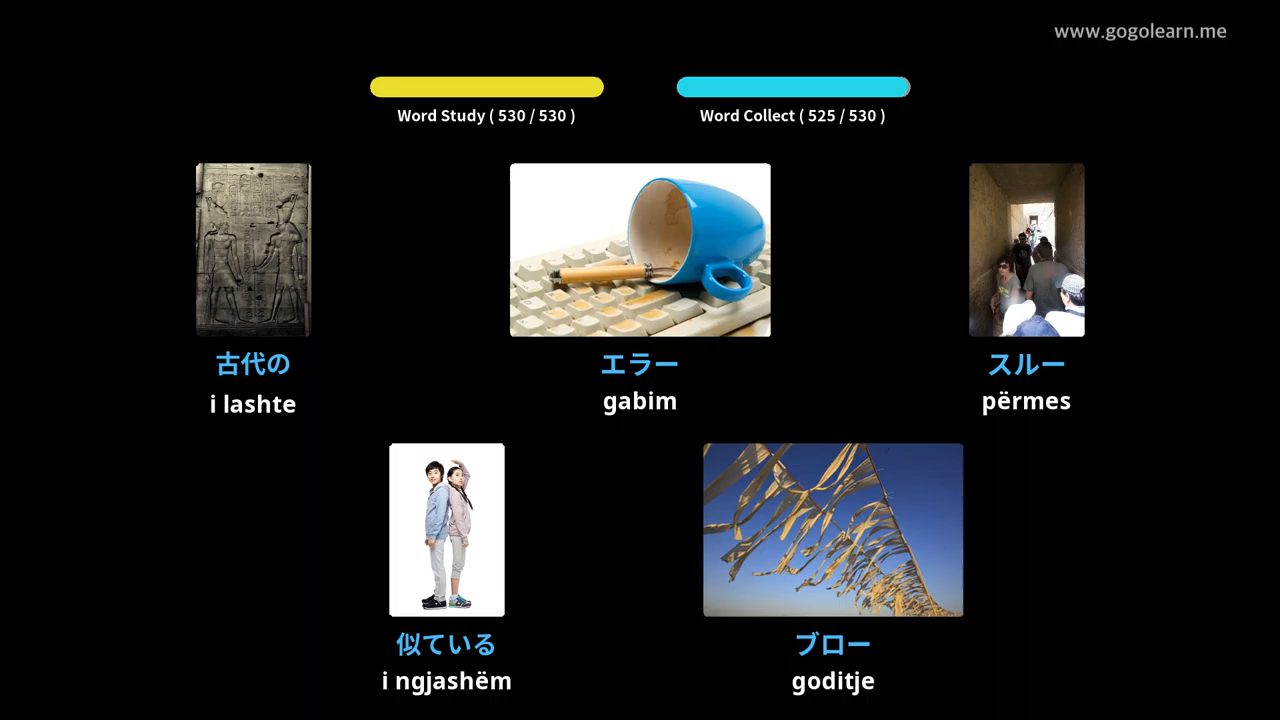 www.gogolearn.me
Word Study ( 530 / 530 )
Word Collect ( 525 / 530 )
古代の
i lashte
エラー
gabim
スルー
përmes
似ている
i ngjashëm
ブロー
goditje